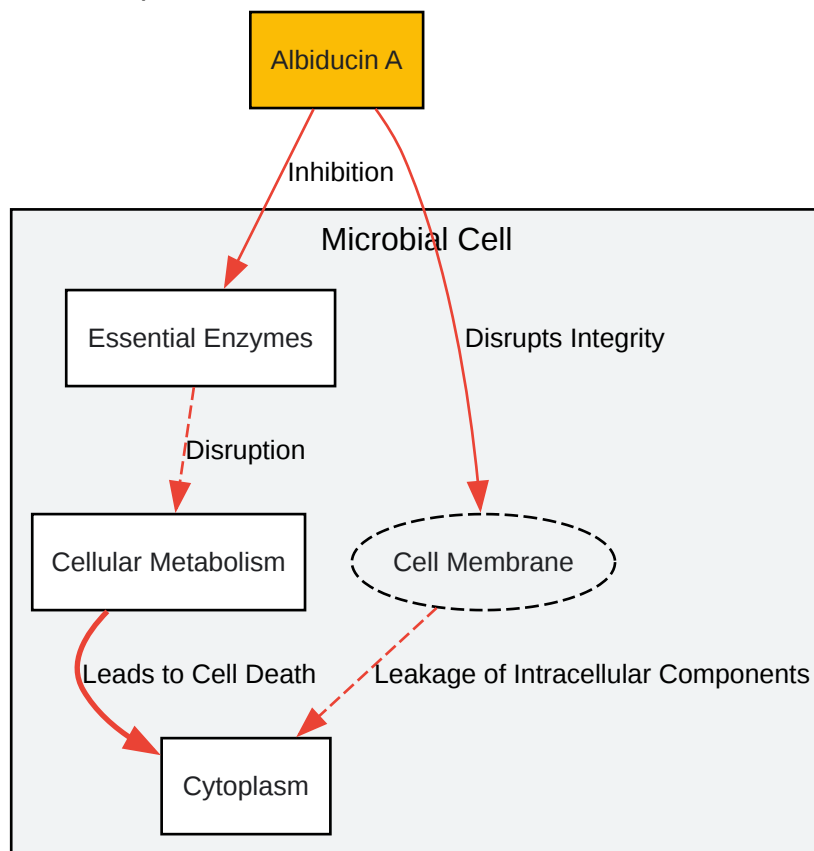 Albiducin A
Inhibition
Microbial Cell
Essential Enzymes
Disrupts Integrity
Disruption
Cellular Metabolism
Cell Membrane
Leads to Cell Death
Leakage of Intracellular Components
Cytoplasm